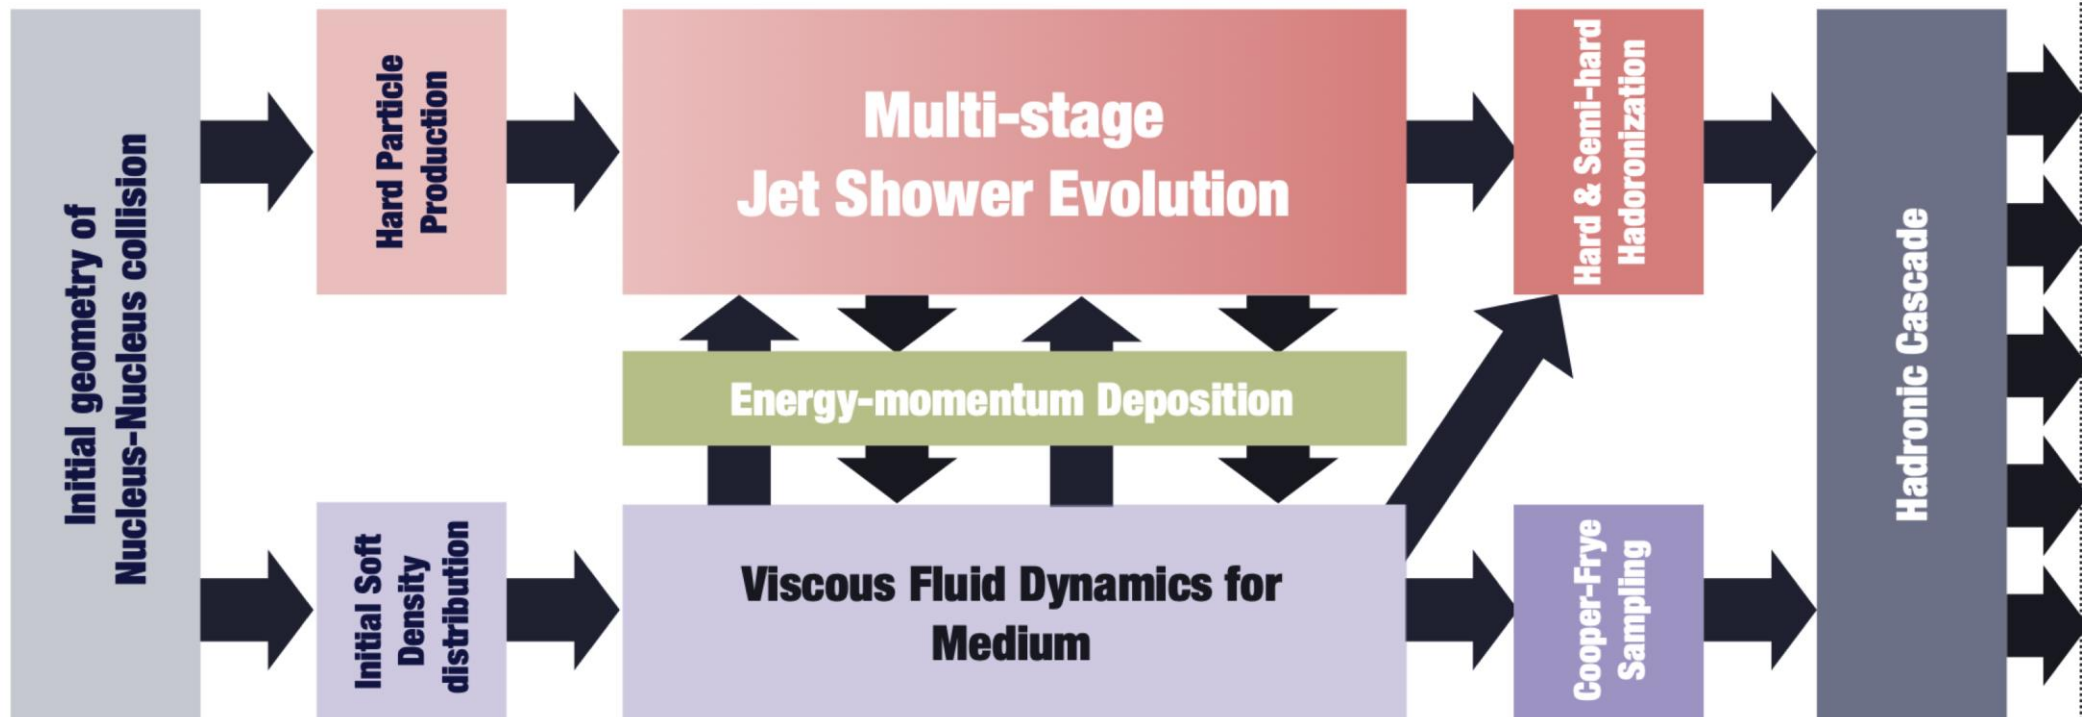 Initial geometry of
Nucleus-Nucleus collision
Hard Particle
Production
Multi-stage
Jet Shower Evolution
Hard & Semi-hard
Hadoronization
Hadronic Cascade
Energy-momentum Deposition
Initial Soft
Density
distribution
Viscous Fluid Dynamics for
Medium
Cooper-Frye
Sampling